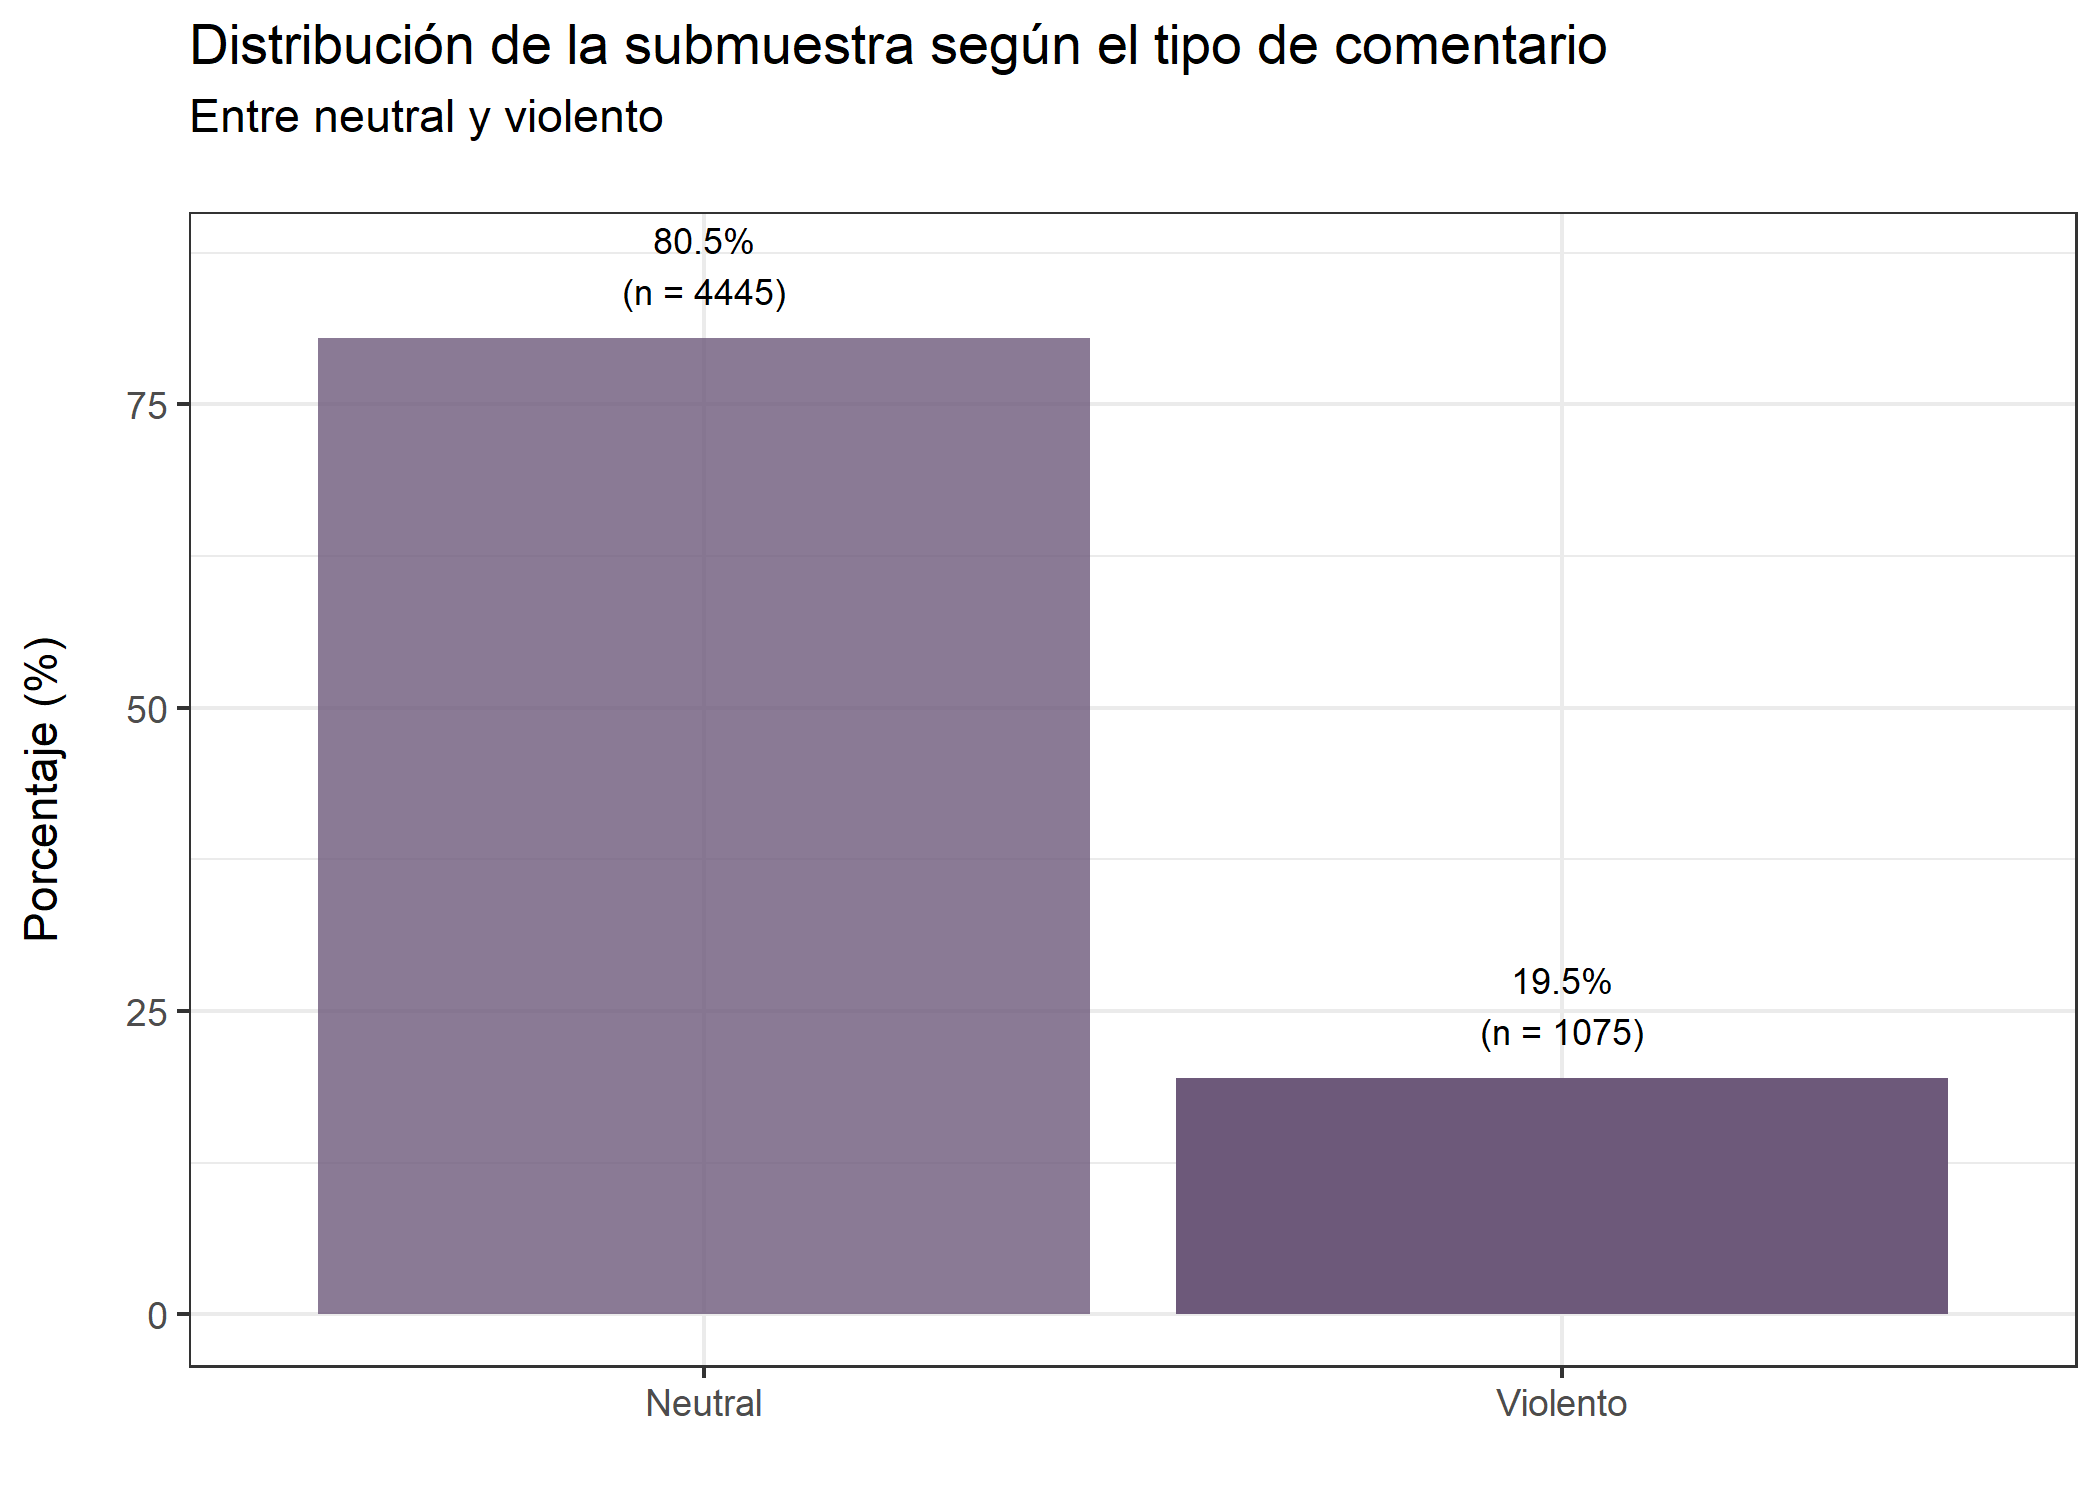 Distribución de la submuestra según el tipo de comentario
Entre neutral y violento
80.5%
(n = 4445)
75
50
25
0
Porcentaje (%)
19.5%
(n = 1075)
Neutral
Violento